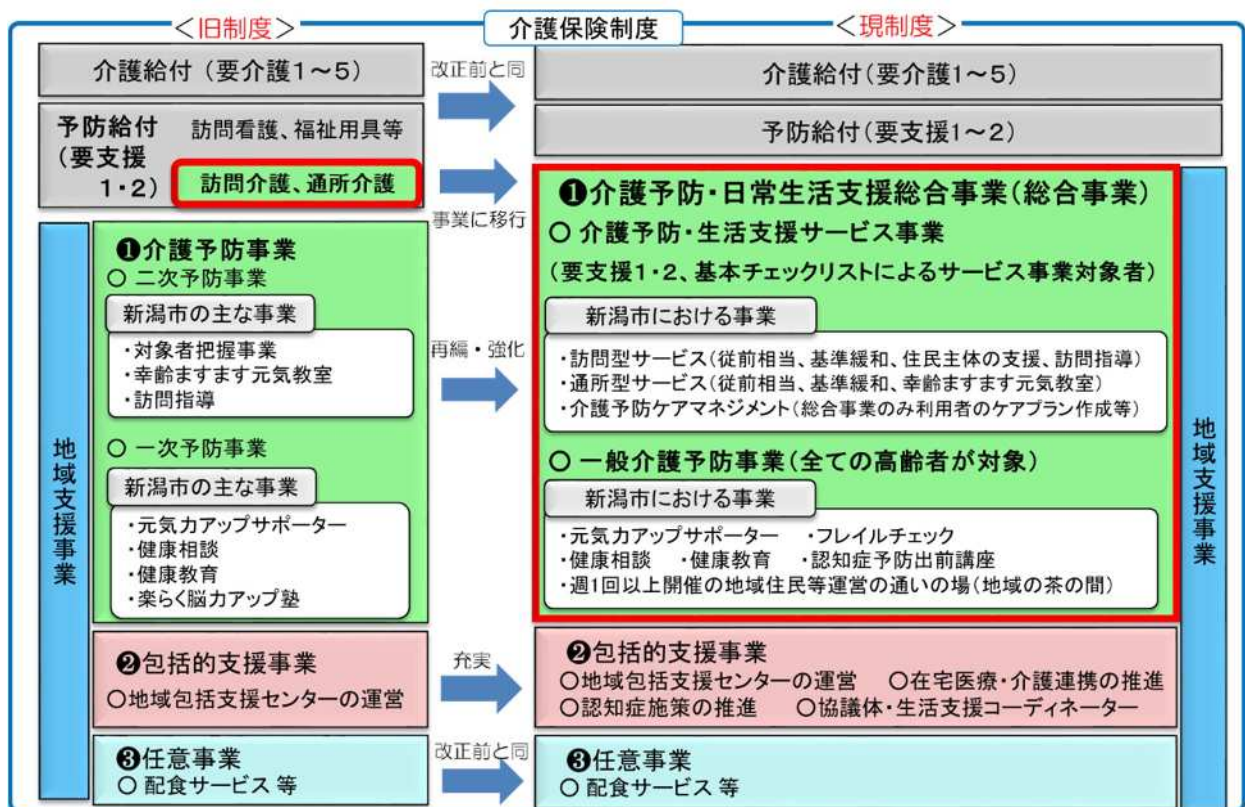 ＜旧制度＞
介護保険制度
＜現制度＞
介護給付（要介護1～5）
改正前と同
介護給付（要介護1～5）
予防給付
（要支援
1・2）
訪問看護、福祉用具等
訪問介護、通所介護
予防給付（要支援1～2）
事業に移行
地域支援事業
❶介護予防事業
○ 二次予防事業
新潟市の主な事業
・対象者把握事業
・幸齢ますます元気教室
・訪問指導
○ 一次予防事業
新潟市の主な事業
・元気力アップサポーター
・健康相談
・健康教育
・楽らく脳力アップ塾
再編・強化
❶介護予防・日常生活支援総合事業（総合事業）
○ 介護予防・生活支援サービス事業
（要支援1・2、基本チェックリストによるサービス事業対象者）
新潟市における事業
・訪問型サービス（従前相当、基準緩和、住民主体の支援、訪問指導）
・通所型サービス（従前相当、基準緩和、幸齢ますます元気教室）
・介護予防ケアマネジメント（総合事業のみ利用者のケアプラン作成等）
○ 一般介護予防事業（全ての高齢者が対象）
新潟市における事業
・元気力アップサポーター ・フレイルチェック
・健康相談 ・健康教育 ・認知症予防出前講座
・週1回以上開催の地域住民等運営の通いの場（地域の茶の間）
地域支援事業
❷包括的支援事業
○地域包括支援センターの運営
充実
❷包括的支援事業
○地域包括支援センターの運営 ○在宅医療・介護連携の推進
○認知症施策の推進 ○協議体・生活支援コーディネーター
❸任意事業
○ 配食サービス 等
改正前と同
❸任意事業
○ 配食サービス 等